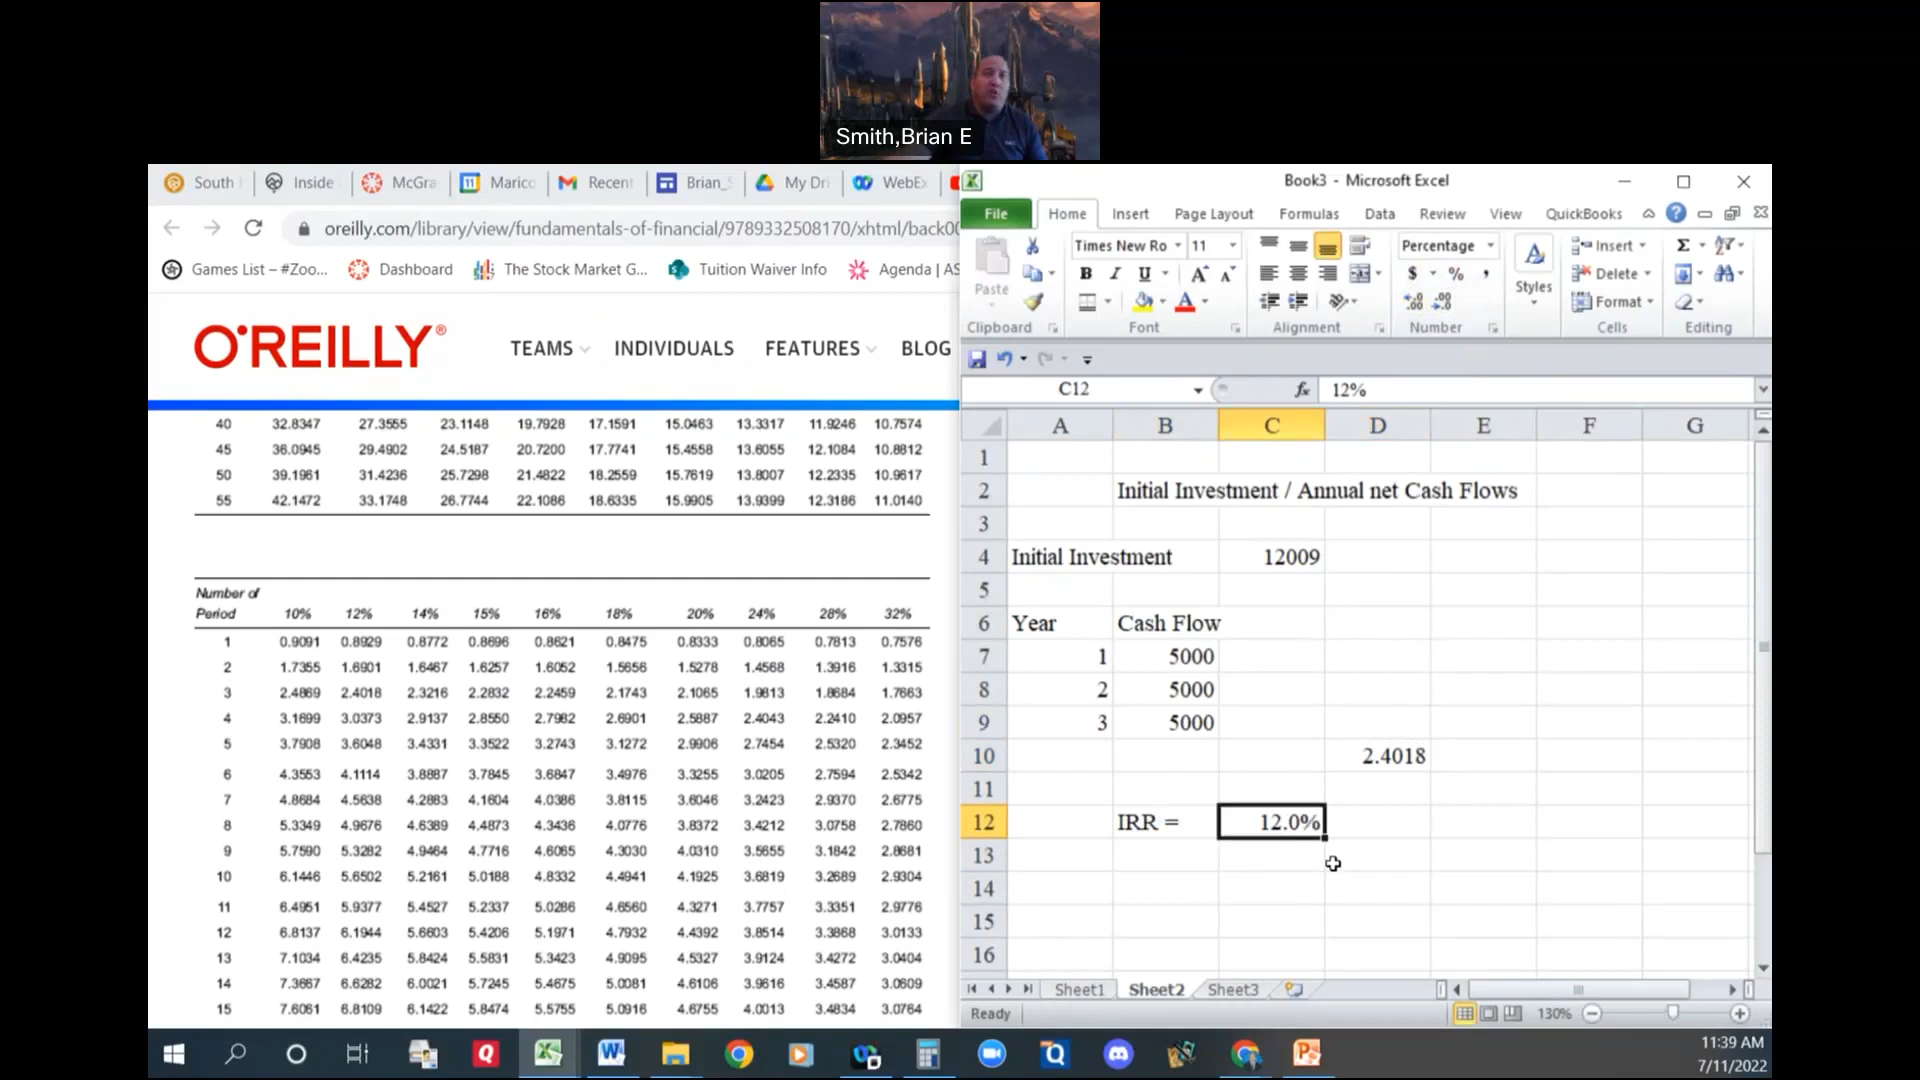 Smith,Brian E
South
Inside
McGra
Maric
Recent
Brian_S
My Dri
WebEx
oreilly.com/library/view/fundamentals-of-financial/9789332508170/xhtml/back00
Games List – #Zoo...
Dashboard
The Stock Market G...
Tuition Waiver Info
Agenda | AS
O'REILLY®
TEAMS
INDIVIDUALS
FEATURES
BLOG
40 32.8347 27.3555 23.1148 19.7928 17.1591 15.0463 13.3317 11.9246 10.7574
45 36.0945 29.4902 24.5187 20.7200 17.7741 15.4558 13.6055 12.1084 10.8812
50 39.1961 31.4236 25.7298 21.4822 18.2559 15.7619 13.8007 12.2335 10.9617
55 42.1472 33.1748 26.7744 22.1086 18.6335 15.9905 13.9399 12.3186 11.0140
Number of
Period 10% 12% 14% 15% 16% 18% 20% 24% 28% 32%
1 0.9091 0.8929 0.8772 0.8696 0.8621 0.8475 0.8333 0.8065 0.7813 0.7576
2 1.7355 1.6901 1.6467 1.6257 1.6052 1.5656 1.5278 1.4568 1.3916 1.3315
3 2.4869 2.4018 2.3216 2.2832 2.2459 2.1743 2.1065 1.9813 1.8684 1.7663
4 3.1699 3.0373 2.9137 2.8550 2.7982 2.6901 2.5887 2.4043 2.2410 2.0957
5 3.7908 3.6048 3.4331 3.3522 3.2743 3.1272 2.9906 2.7454 2.5320 2.3452
6 4.3553 4.1114 3.8887 3.7845 3.6847 3.4976 3.3255 3.0205 2.7594 2.5342
7 4.8684 4.5638 4.2883 4.1604 4.0386 3.8115 3.6046 3.2423 2.9370 2.6775
8 5.3349 4.9676 4.6389 4.4873 4.3436 4.0776 3.8372 3.4212 3.0758 2.7860
9 5.7590 5.3282 4.9464 4.7716 4.6065 4.3030 4.0310 3.5655 3.1842 2.8681
10 6.1446 5.6502 5.2161 5.0188 4.8332 4.4941 4.1925 3.6819 3.2689 2.9304
11 6.4951 5.9377 5.4527 5.2337 5.0286 4.6560 4.3271 3.7757 3.3351 2.9776
12 6.8137 6.1944 5.6603 5.4206 5.1971 4.7932 4.4392 3.8514 3.3868 3.0133
13 7.1034 6.4235 5.8424 5.5831 5.3423 4.9095 4.5327 3.9124 3.4272 3.0404
14 7.3667 6.6282 6.0021 5.7245 5.4675 5.0081 4.6106 3.9616 3.4587 3.0609
15 7.6061 6.8109 6.1422 5.8474 5.5755 5.0916 4.6755 4.0013 3.4834 3.0764
Book3 - Microsoft Excel
File
Home
Insert
Page Layout
Formulas
Data
Review
View
QuickBooks
Paste
Clipboard
Times New Ro
11
B I U
Font
Alignment
Percentage
$ % ,
Number
Styles
Insert
Delete
Format
Cells
Editing
C12
fx
12%
A B C D E F G
1
2 Initial Investment / Annual net Cash Flows
3
4 Initial Investment 12009
5
6 Year Cash Flow
7 1 5000
8 2 5000
9 3 5000
10 2.4018
11
12 IRR = 12.0%
13
14
15
16
Sheet1
Sheet2
Sheet3
Ready
130%
11:39 AM
7/11/2022